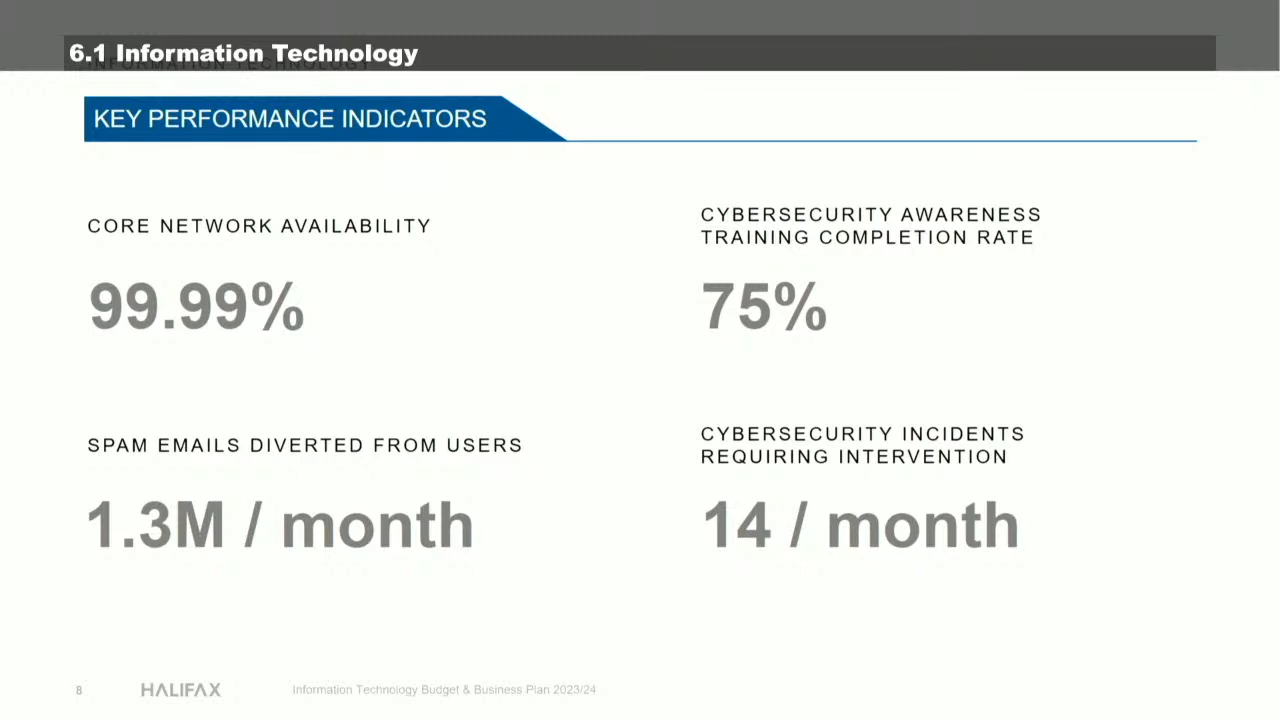 6.1 Information Technology
INFORMATION TECHNOLOGY
KEY PERFORMANCE INDICATORS
CORE NETWORK AVAILABILITY
99.99%
CYBERSECURITY AWARENESS
TRAINING COMPLETION RATE
75%
SPAM EMAILS DIVERTED FROM USERS
1.3M / month
CYBERSECURITY INCIDENTS
REQUIRING INTERVENTION
14 / month
8
HALIFAX
Information Technology Budget & Business Plan 2023/24